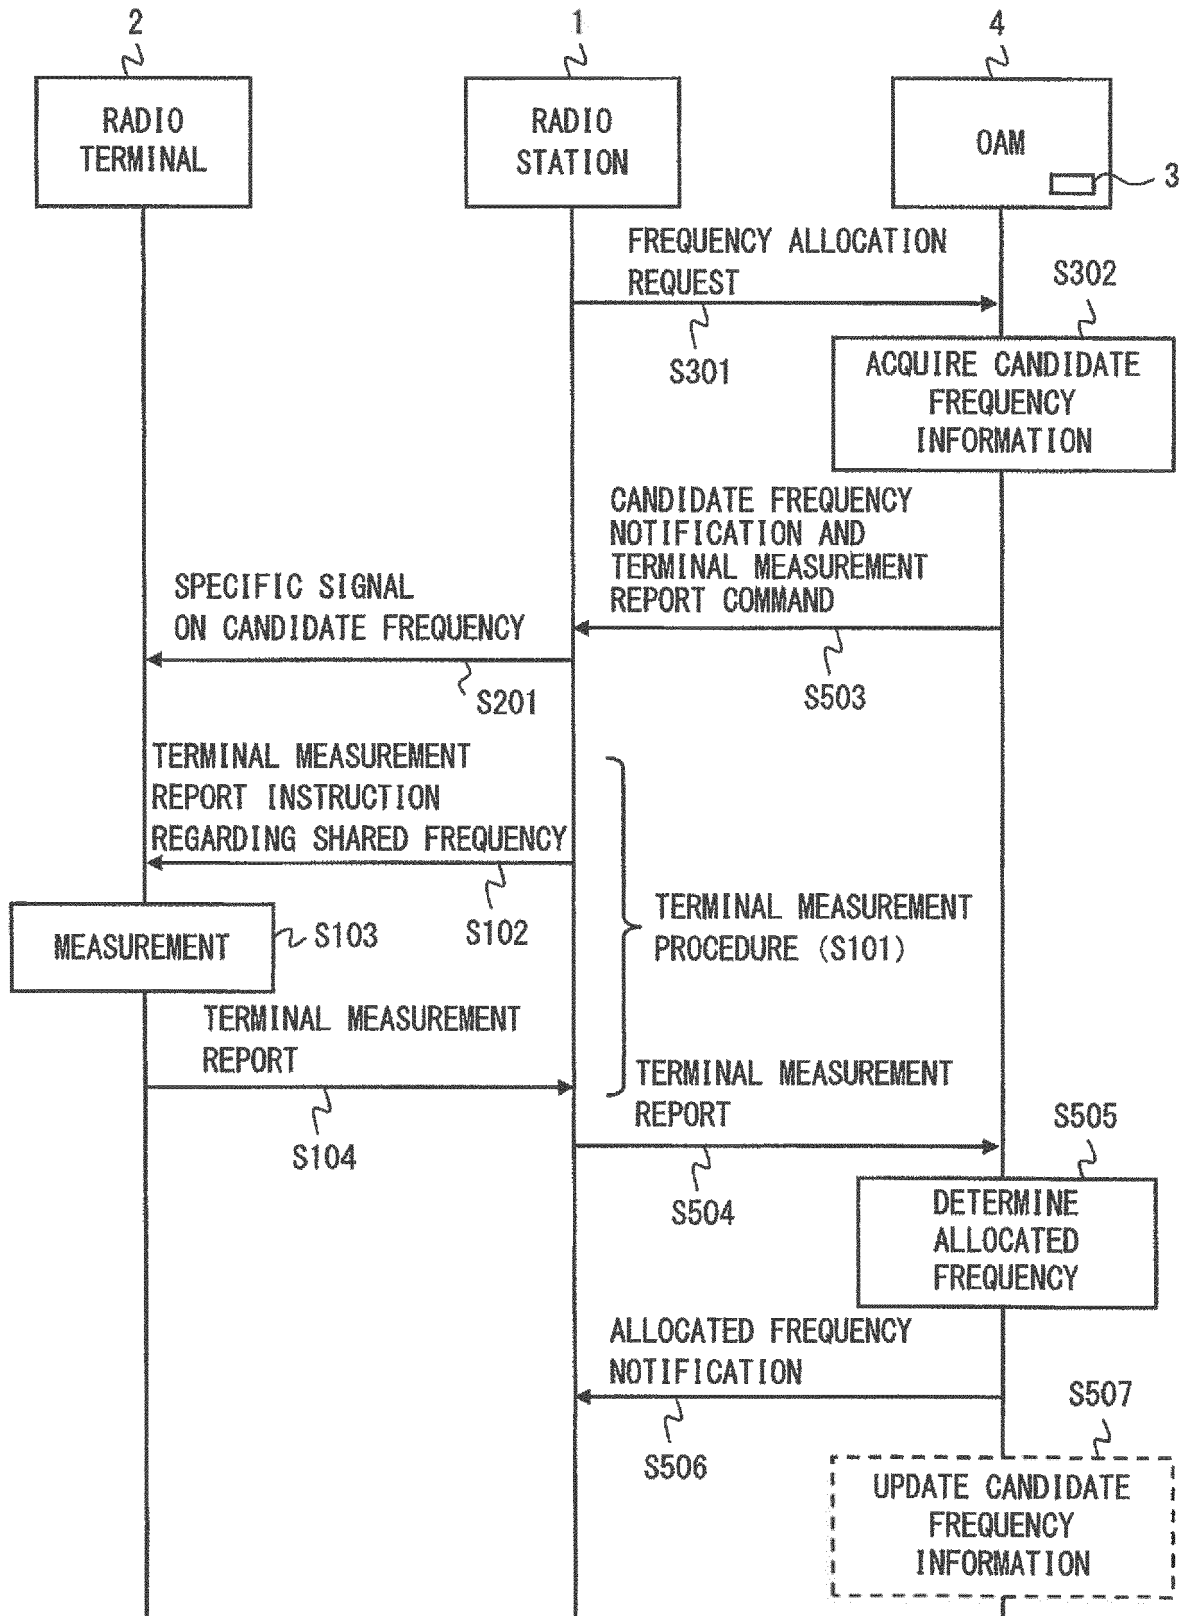 2
1
4
RADIO
TERMINAL
RADIO
STATION
OAM
3
FREQUENCY ALLOCATION
REQUEST
S301
S302
ACQUIRE CANDIDATE
FREQUENCY
INFORMATION
CANDIDATE FREQUENCY
NOTIFICATION AND
TERMINAL MEASUREMENT
REPORT COMMAND
S503
SPECIFIC SIGNAL
ON CANDIDATE FREQUENCY
S201
TERMINAL MEASUREMENT
REPORT INSTRUCTION
REGARDING SHARED FREQUENCY
S102
MEASUREMENT
S103
TERMINAL MEASUREMENT
PROCEDURE (S101)
TERMINAL MEASUREMENT
REPORT
S104
TERMINAL MEASUREMENT
REPORT
S504
S505
DETERMINE
ALLOCATED
FREQUENCY
ALLOCATED FREQUENCY
NOTIFICATION
S506
S507
UPDATE CANDIDATE
FREQUENCY
INFORMATION